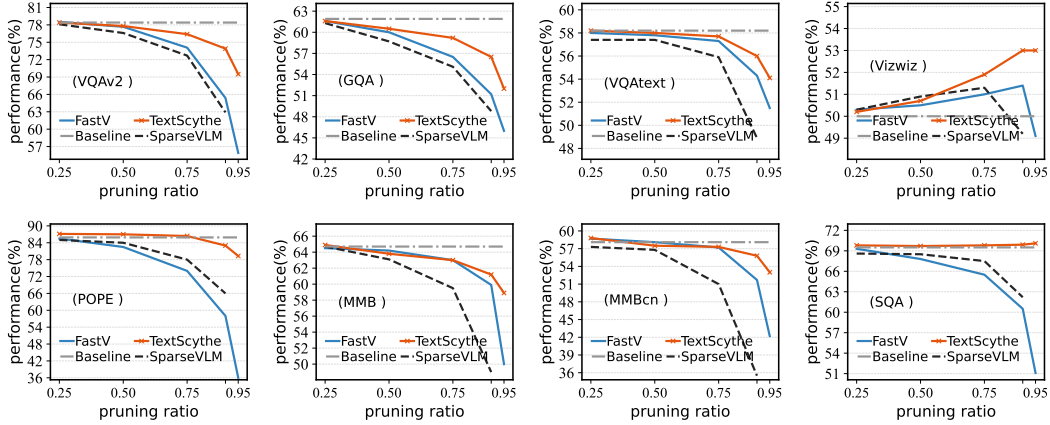 performance(%)
81
78
75
72
69
66
63
60
57
(VQAv2 )
FastV
TextScythe
Baseline
SparseVLM
0.25
0.50
0.75
0.95
pruning ratio
performance(%)
63
60
57
54
51
48
45
42
(GQA )
FastV
TextScythe
Baseline
SparseVLM
0.25
0.50
0.75
0.95
pruning ratio
performance(%)
60
58
56
54
52
50
48
(VQAtext )
FastV
TextScythe
Baseline
SparseVLM
0.25
0.50
0.75
0.95
pruning ratio
performance(%)
55
54
53
52
51
50
49
(Vizwiz )
FastV
TextScythe
Baseline
SparseVLM
0.25
0.50
0.75
0.95
pruning ratio
performance(%)
90
84
78
72
66
60
54
48
42
36
(POPE )
FastV
TextScythe
Baseline
SparseVLM
0.25
0.50
0.75
0.95
pruning ratio
performance(%)
66
64
62
60
58
56
54
52
50
(MMB )
FastV
TextScythe
Baseline
SparseVLM
0.25
0.50
0.75
0.95
pruning ratio
performance(%)
60
57
54
51
48
45
42
39
36
(MMBcn )
FastV
TextScythe
Baseline
SparseVLM
0.25
0.50
0.75
0.95
pruning ratio
performance(%)
72
69
66
63
60
57
54
51
(SQA )
FastV
TextScythe
Baseline
SparseVLM
0.25
0.50
0.75
0.95
pruning ratio